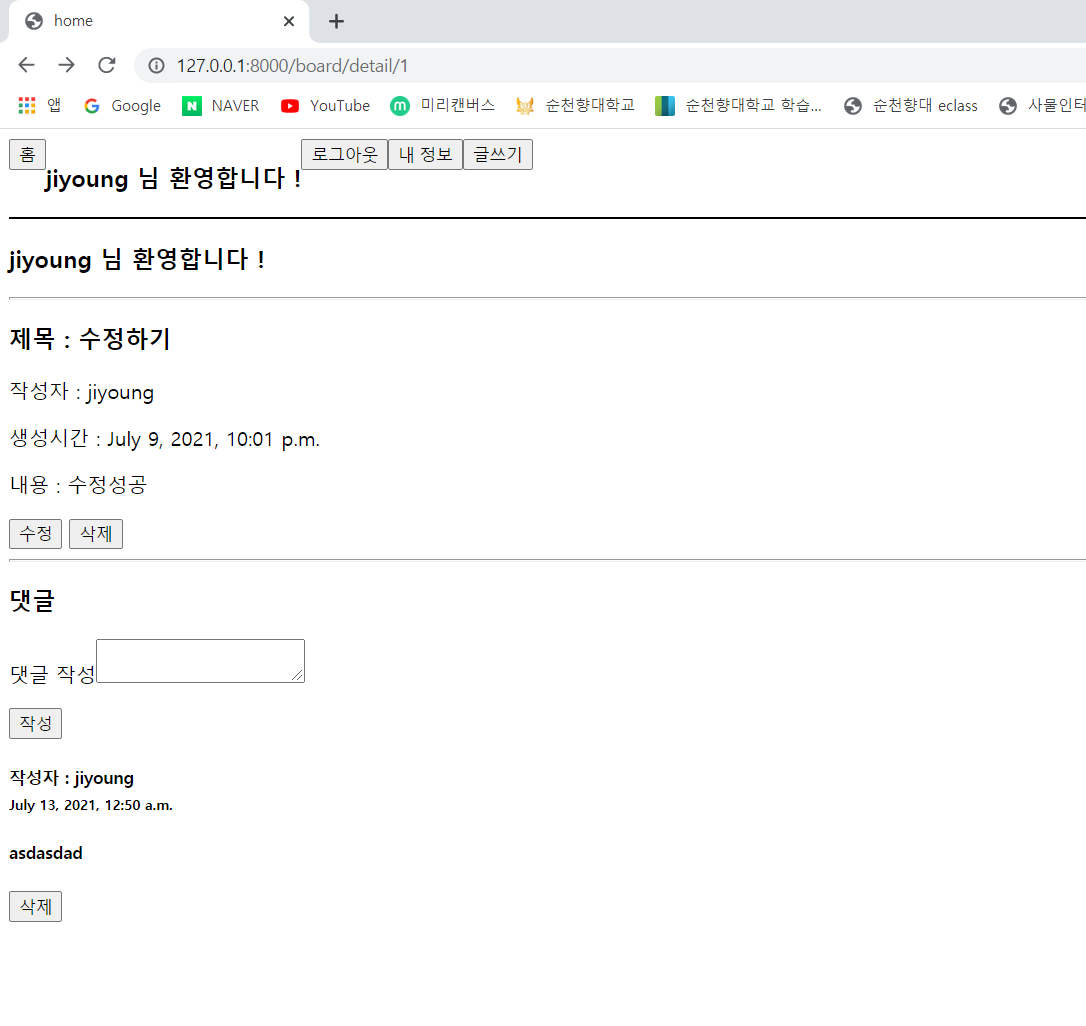 home
127.0.0.1:8000/board/detail/1
앱 Google NAVER YouTube 미리캔버스 순천향대학교 순천향대학교 학습... 순천향대 eclass 사물인터
홈 jiyoung 님 환영합니다 ! 로그아웃 내 정보 글쓰기
jiyoung 님 환영합니다 !
제목 : 수정하기
작성자 : jiyoung
생성시간 : July 9, 2021, 10:01 p.m.
내용 : 수정성공
수정 삭제
댓글
댓글 작성
작성
작성자 : jiyoung
July 13, 2021, 12:50 a.m.
asdasdad
삭제